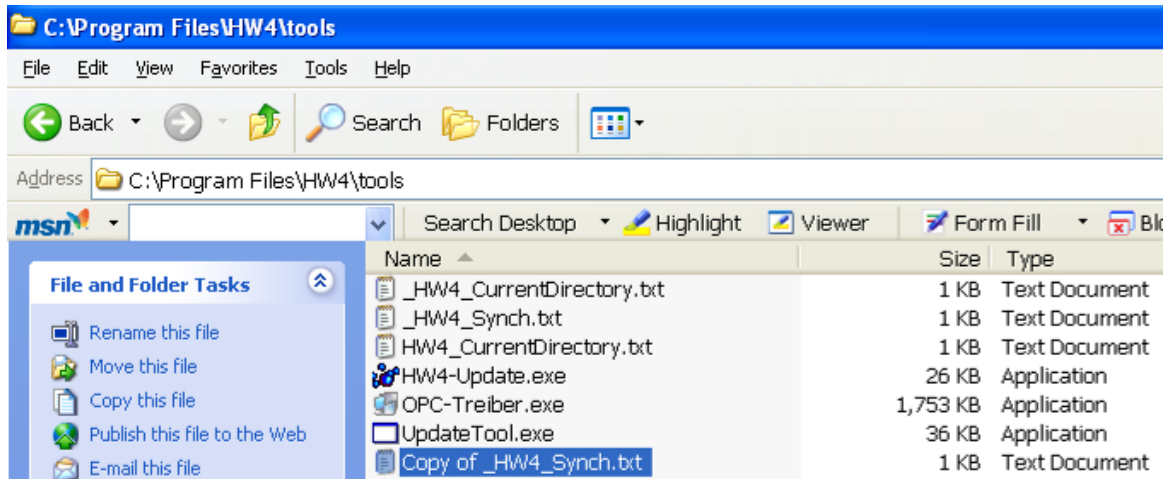 C:\Program Files\HW4\tools
File Edit View Favorites Tools Help
Back Search Folders
Address C:\Program Files\HW4\tools
msn Search Desktop Highlight Viewer Form Fill
Name Size Type
File and Folder Tasks
_HW4_CurrentDirectory.txt 1 KB Text Document
_HW4_Synch.txt 1 KB Text Document
Rename this file
HW4_CurrentDirectory.txt 1 KB Text Document
Move this file
HW4-Update.exe 26 KB Application
Copy this file
OPC-Treiber.exe 1,753 KB Application
Publish this file to the Web
UpdateTool.exe 36 KB Application
E-mail this file
Copy of _HW4_Synch.txt 1 KB Text Document